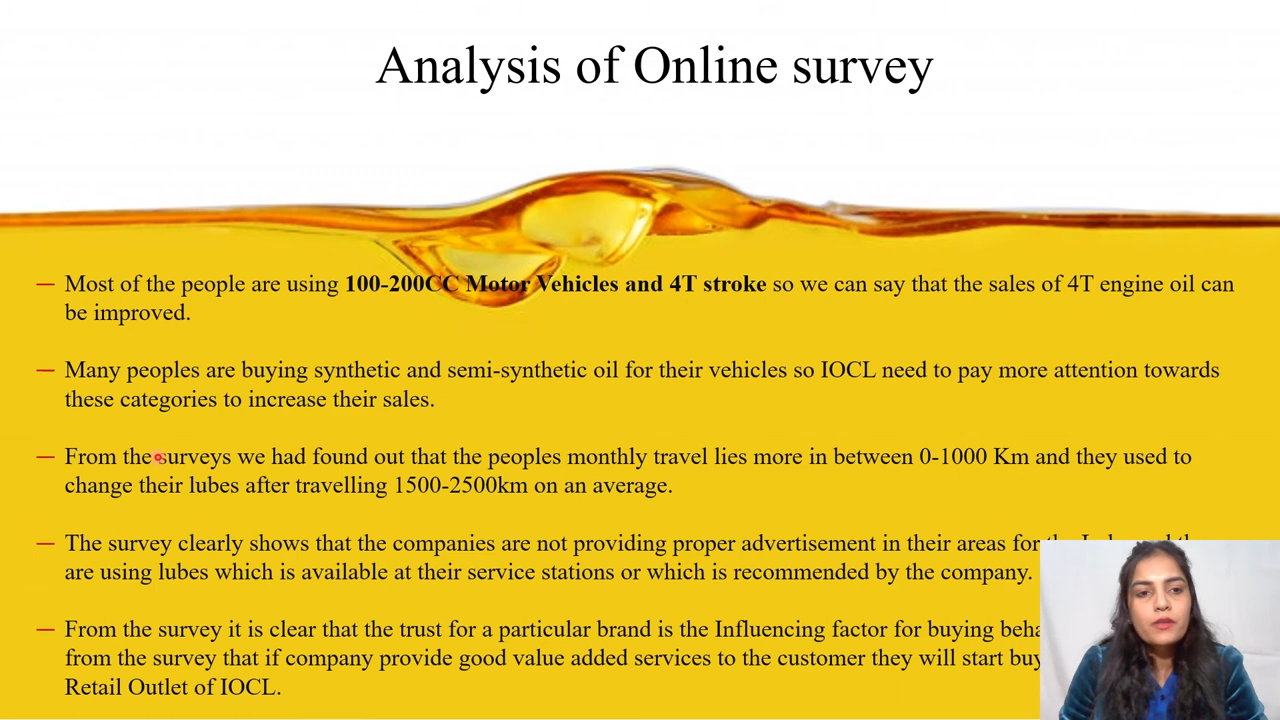 Analysis of Online survey
— Most of the people are using 100-200CC Motor Vehicles and 4T stroke so we can say that the sales of 4T engine oil can
be improved.
— Many peoples are buying synthetic and semi-synthetic oil for their vehicles so IOCL need to pay more attention towards
these categories to increase their sales.
— From the surveys we had found out that the peoples monthly travel lies more in between 0-1000 Km and they used to
change their lubes after travelling 1500-2500km on an average.
— The survey clearly shows that the companies are not providing proper advertisement in their areas for
are using lubes which is available at their service stations or which is recommended by the company.
— From the survey it is clear that the trust for a particular brand is the Influencing factor for buying
from the survey that if company provide good value added services to the customer they will start
Retail Outlet of IOCL.